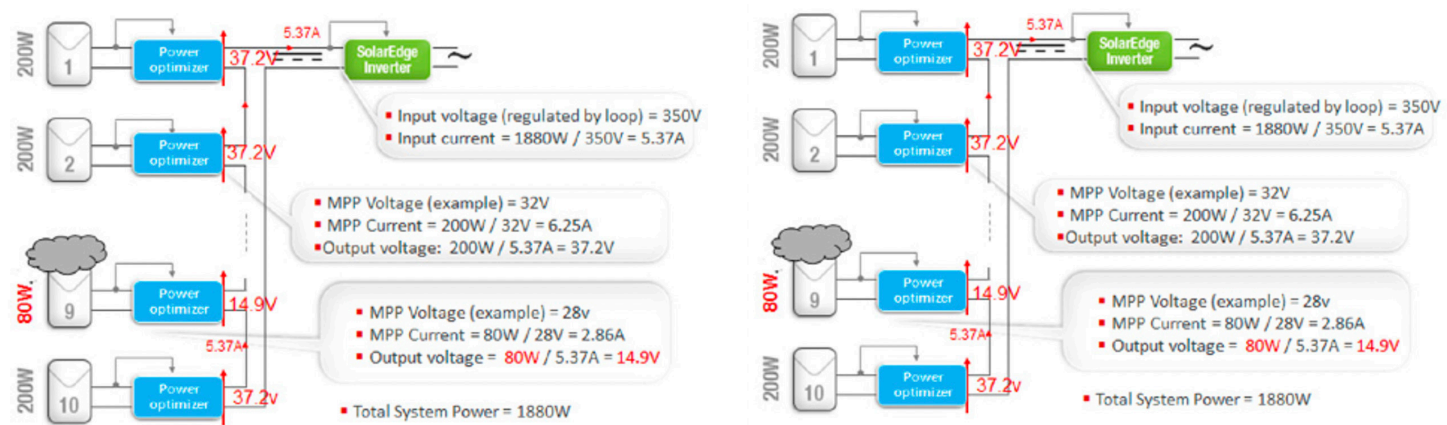 5.37A
200W
1
Power
optimizer
37.2V
SolarEdge
Inverter
~
▪ Input voltage (regulated by loop) = 350V
▪ Input current = 1880W / 350V = 5.37A
200W
2
Power
optimizer
37.2V
▪ MPP Voltage (example) = 32V
▪ MPP Current = 200W / 32V = 6.25A
▪Output voltage: 200W / 5.37A = 37.2V
80W.
9
Power
optimizer
14.9V
▪ MPP Voltage (example) = 28v
▪ MPP Current = 80W / 28V = 2.86A
▪ Output voltage = 80W / 5.37A = 14.9V
5.37A
200W
10
Power
optimizer
37.2v
▪ Total System Power = 1880W
5.37A
200W
1
Power
optimizer
37.2V
SolarEdge
Inverter
~
▪ Input voltage (regulated by loop) = 350V
▪ Input current = 1880W / 350V = 5.37A
200W
2
Power
optimizer
37.2V
▪ MPP Voltage (example) = 32V
▪ MPP Current = 200W / 32V = 6.25A
▪Output voltage: 200W / 5.37A = 37.2V
80W.
9
Power
optimizer
14.9V
▪ MPP Voltage (example) = 28v
▪ MPP Current = 80W / 28V = 2.86A
▪ Output voltage = 80W / 5.37A = 14.9V
5.37A
200W
10
Power
optimizer
37.2v
▪ Total System Power = 1880W